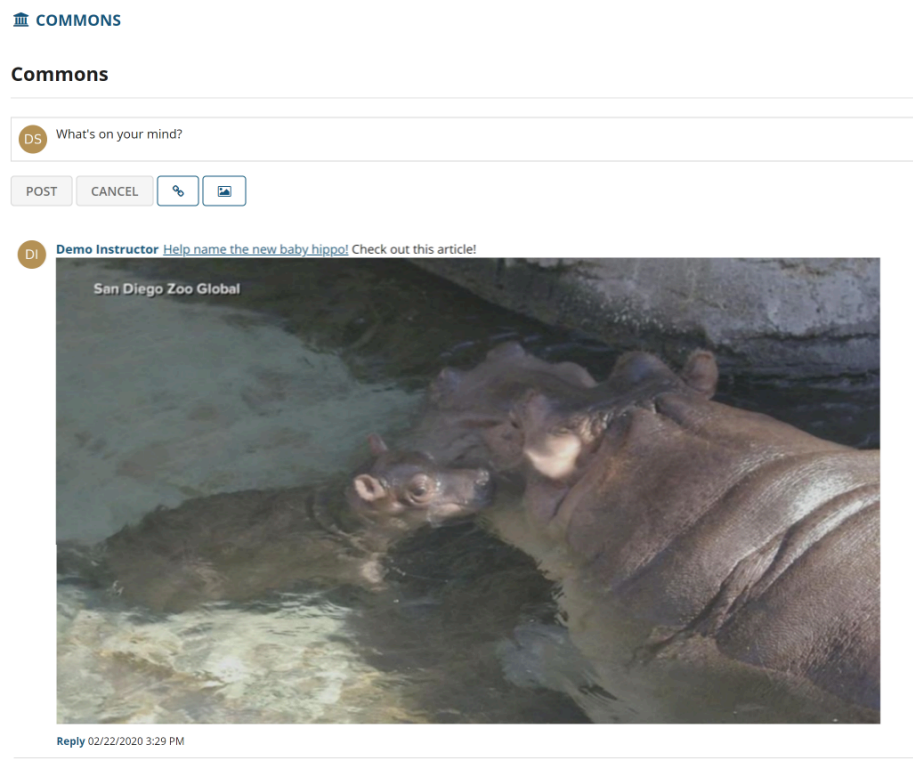 COMMONS
Commons
DS What's on your mind?
POST CANCEL
DI Demo Instructor Help name the new baby hippo! Check out this article!
San Diego Zoo Global
Reply 02/22/2020 3:29 PM